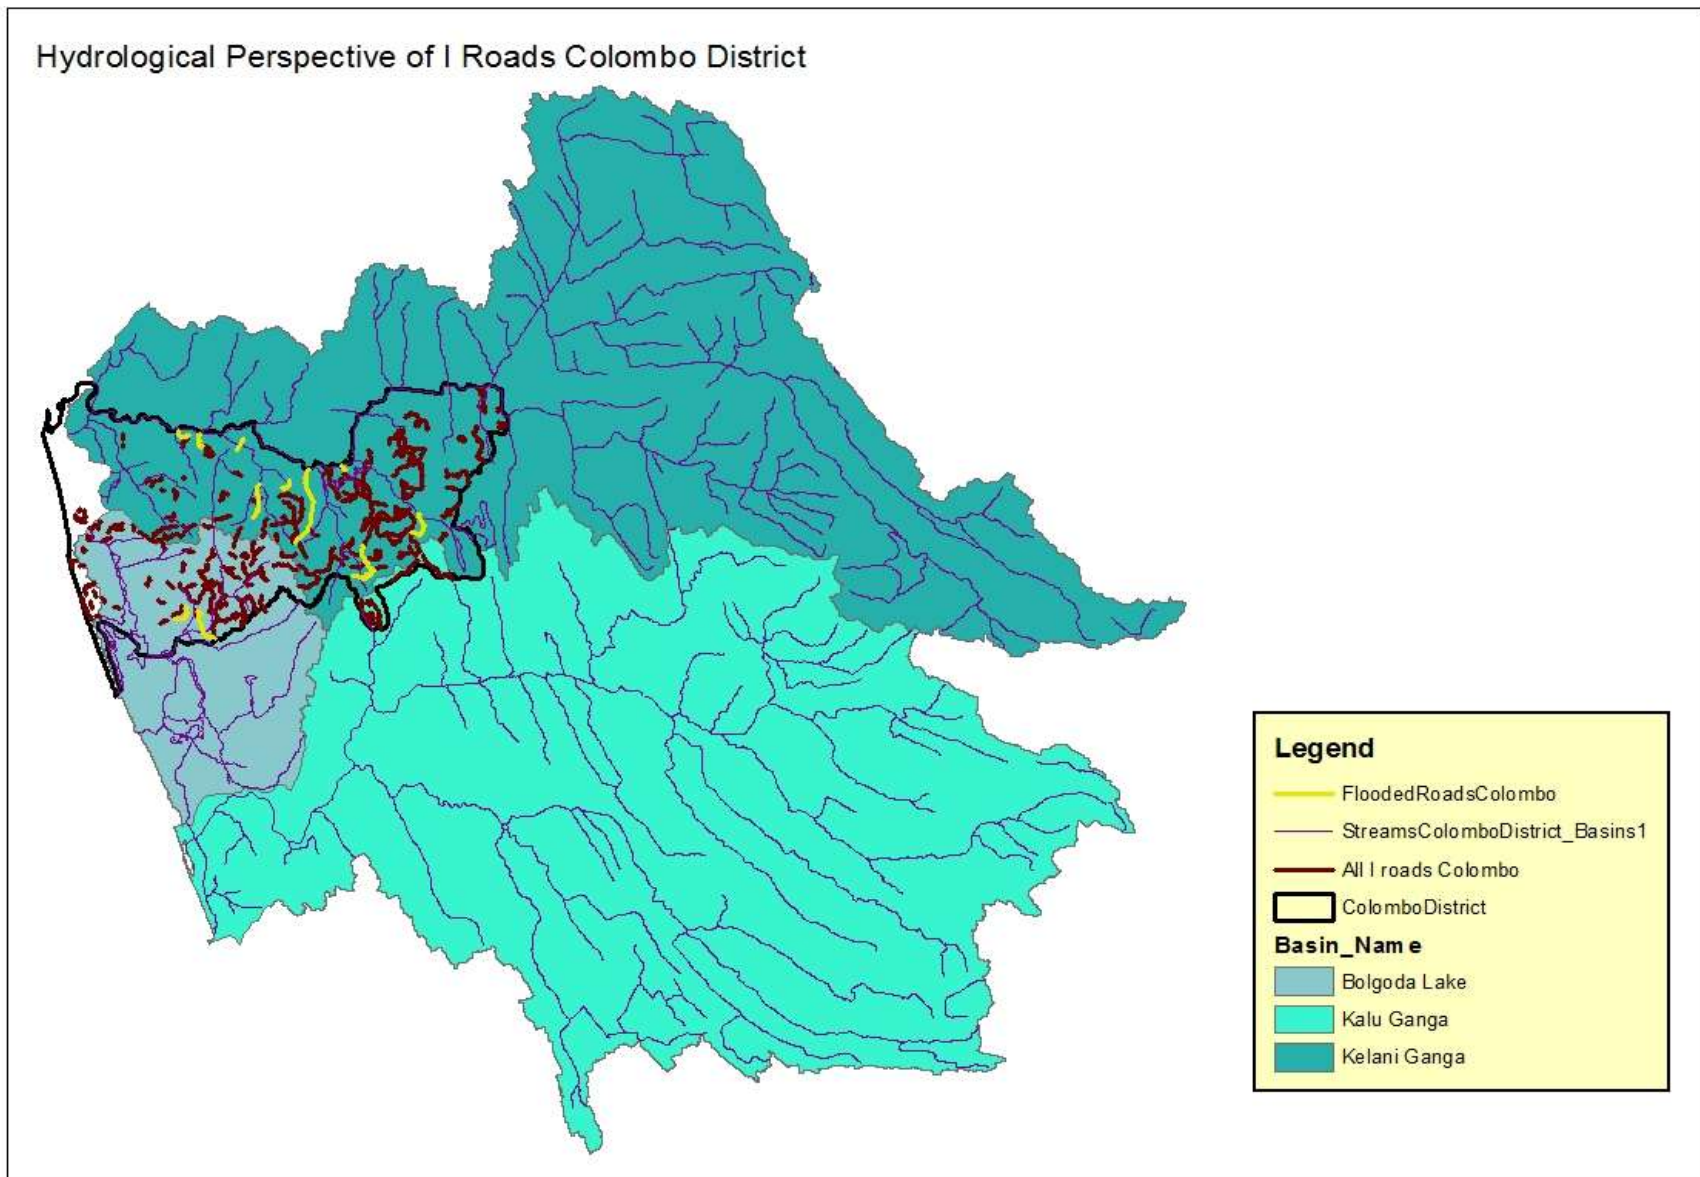 Hydrological Perspective of I Roads Colombo District
Legend
FloodedRoadsColombo
StreamsColomboDistrict_Basins1
All I roads Colombo
ColomboDistrict
Basin_Name
Bolgoda Lake
Kalu Ganga
Kelani Ganga